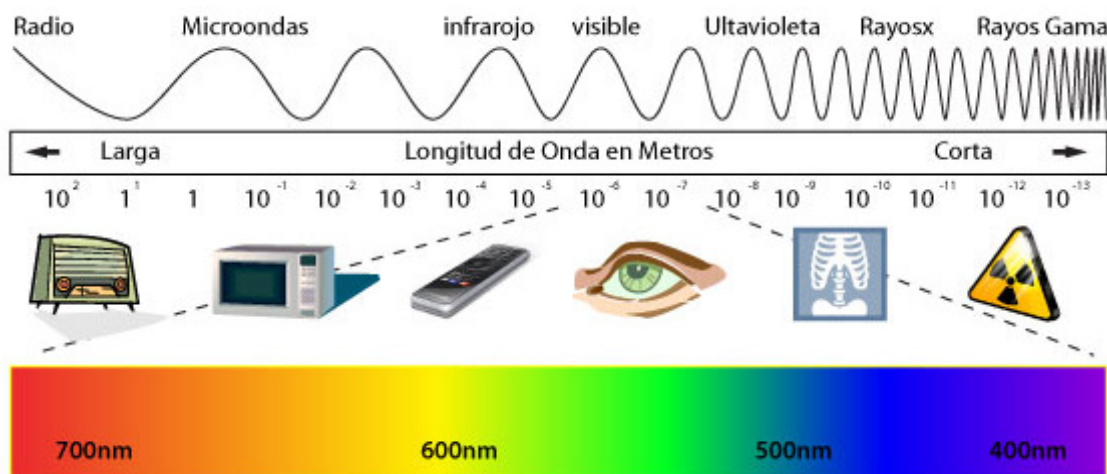 Radio Microondas infrarojo visible Ultavioleta Rayosx Rayos Gama
Larga Longitud de Onda en Metros Corta
10² 1¹ 1 10⁻¹ 10⁻² 10⁻³ 10⁻⁴ 10⁻⁵ 10⁻⁶ 10⁻⁷ 10⁻⁸ 10⁻⁹ 10⁻¹⁰ 10⁻¹¹ 10⁻¹² 10⁻¹³
700nm 600nm 500nm 400nm